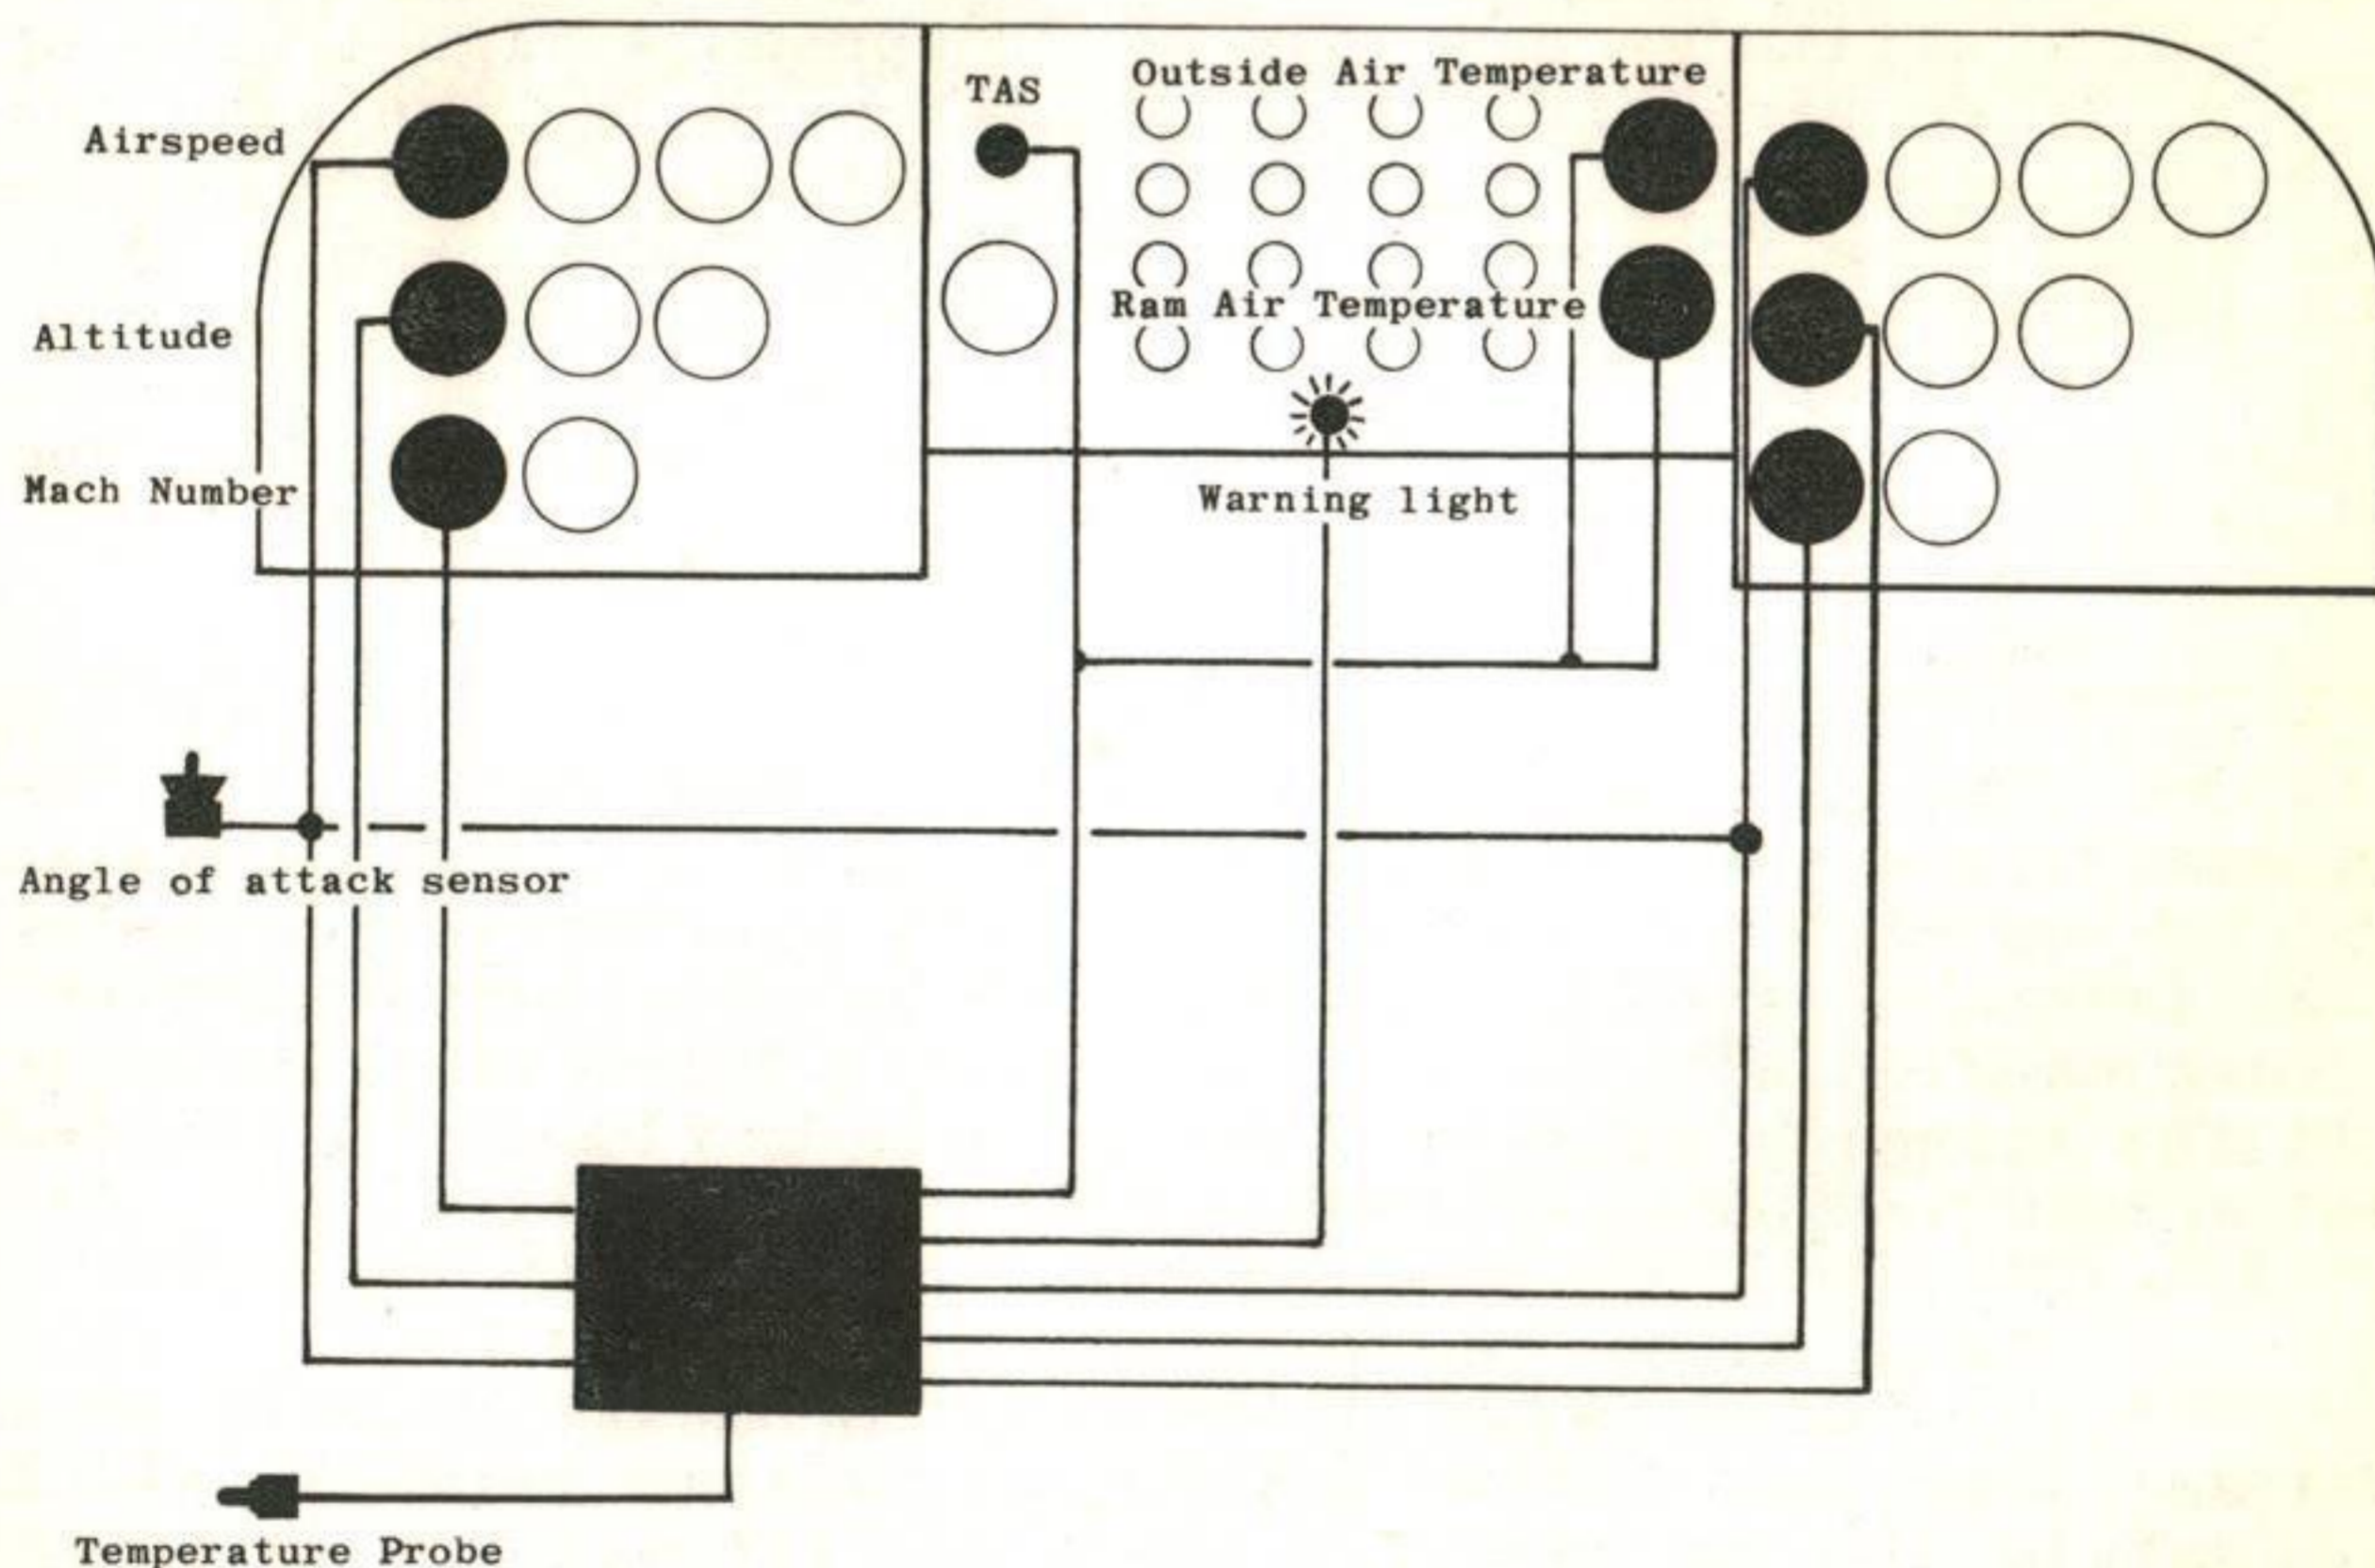 TAS
Outside Air Temperature
Airspeed
Ram Air Temperature
Altitude
Mach Number
Warning light
Angle of attack sensor
Temperature Probe